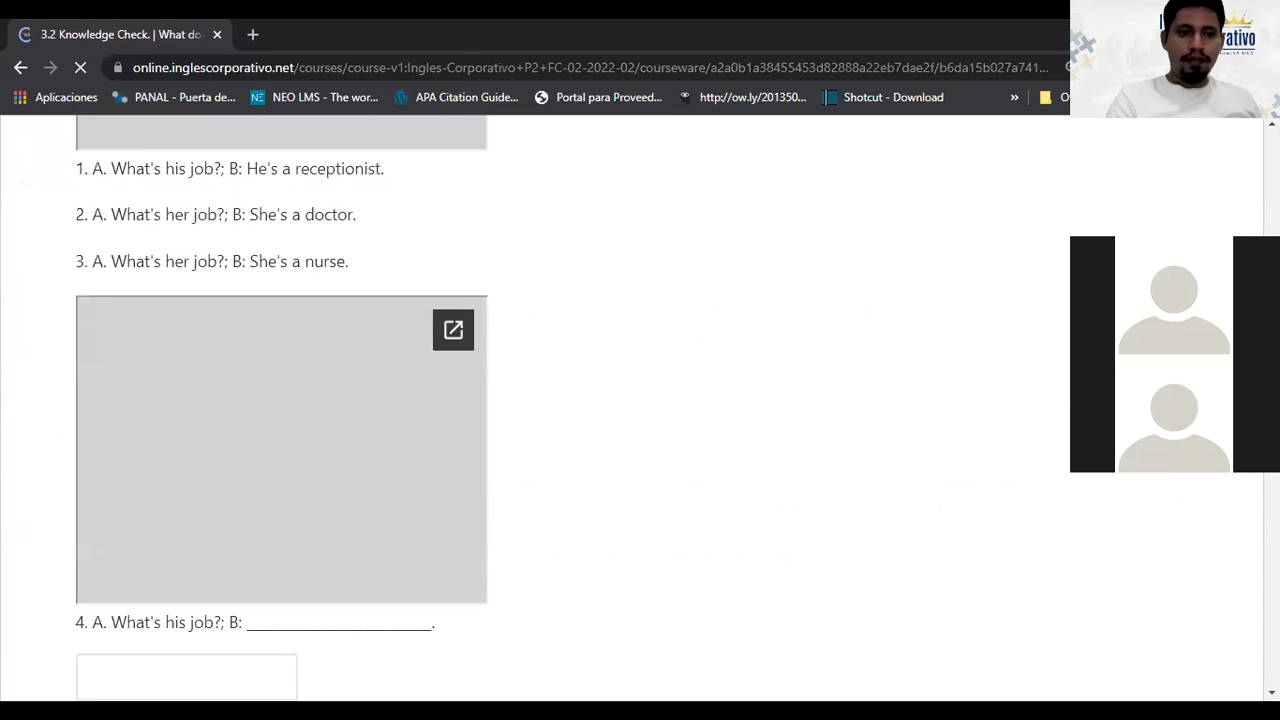 3.2 Knowledge Check. | What do
online.inglescorporativo.net/courses/course-v1:Ingles-Corporativo+
C-02-2022-02/courseware/a2a0b1a38455453d82888a22eb7dae2f/b6da15b027a741...
Aplicaciones
PANAL - Puerta de...
NE NEO LMS - The wor...
APA Citation Guide...
Portal para Proveed...
http://ow.ly/201350...
Shotcut - Download
»
1. A. What's his job?; B: He's a receptionist.
2. A. What's her job?; B: She's a doctor.
3. A. What's her job?; B: She's a nurse.
4. A. What's his job?; B: ______________________.